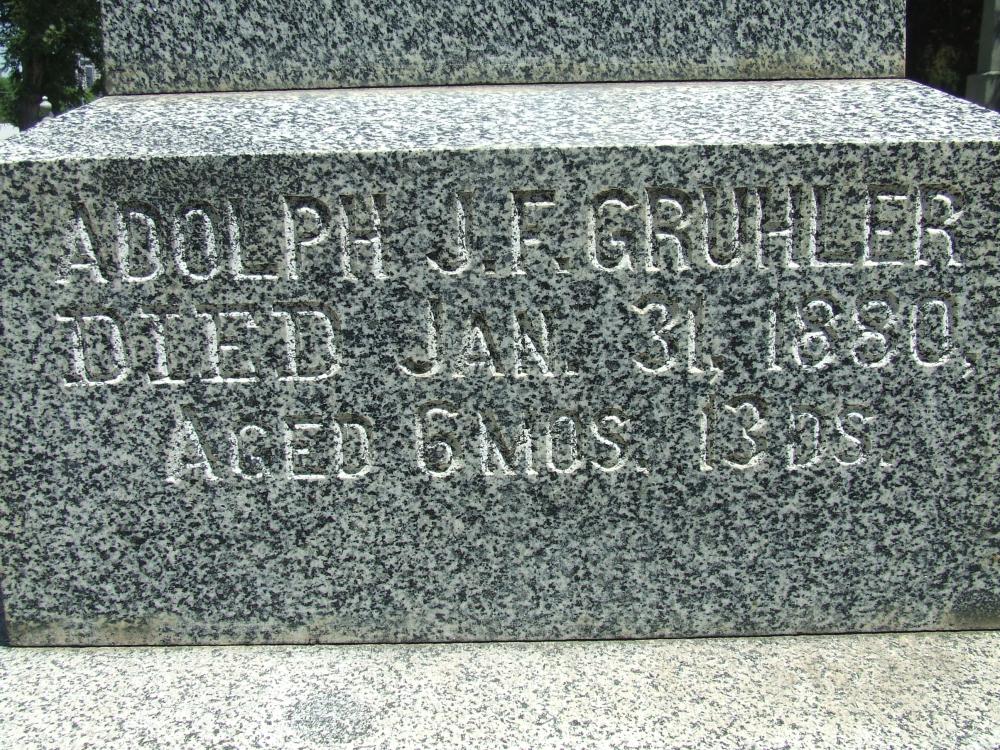 ADOLPH J.F. GRUHLER
DIED JAN. 31, 1880,
AGED 6 MOS. 13 DS.